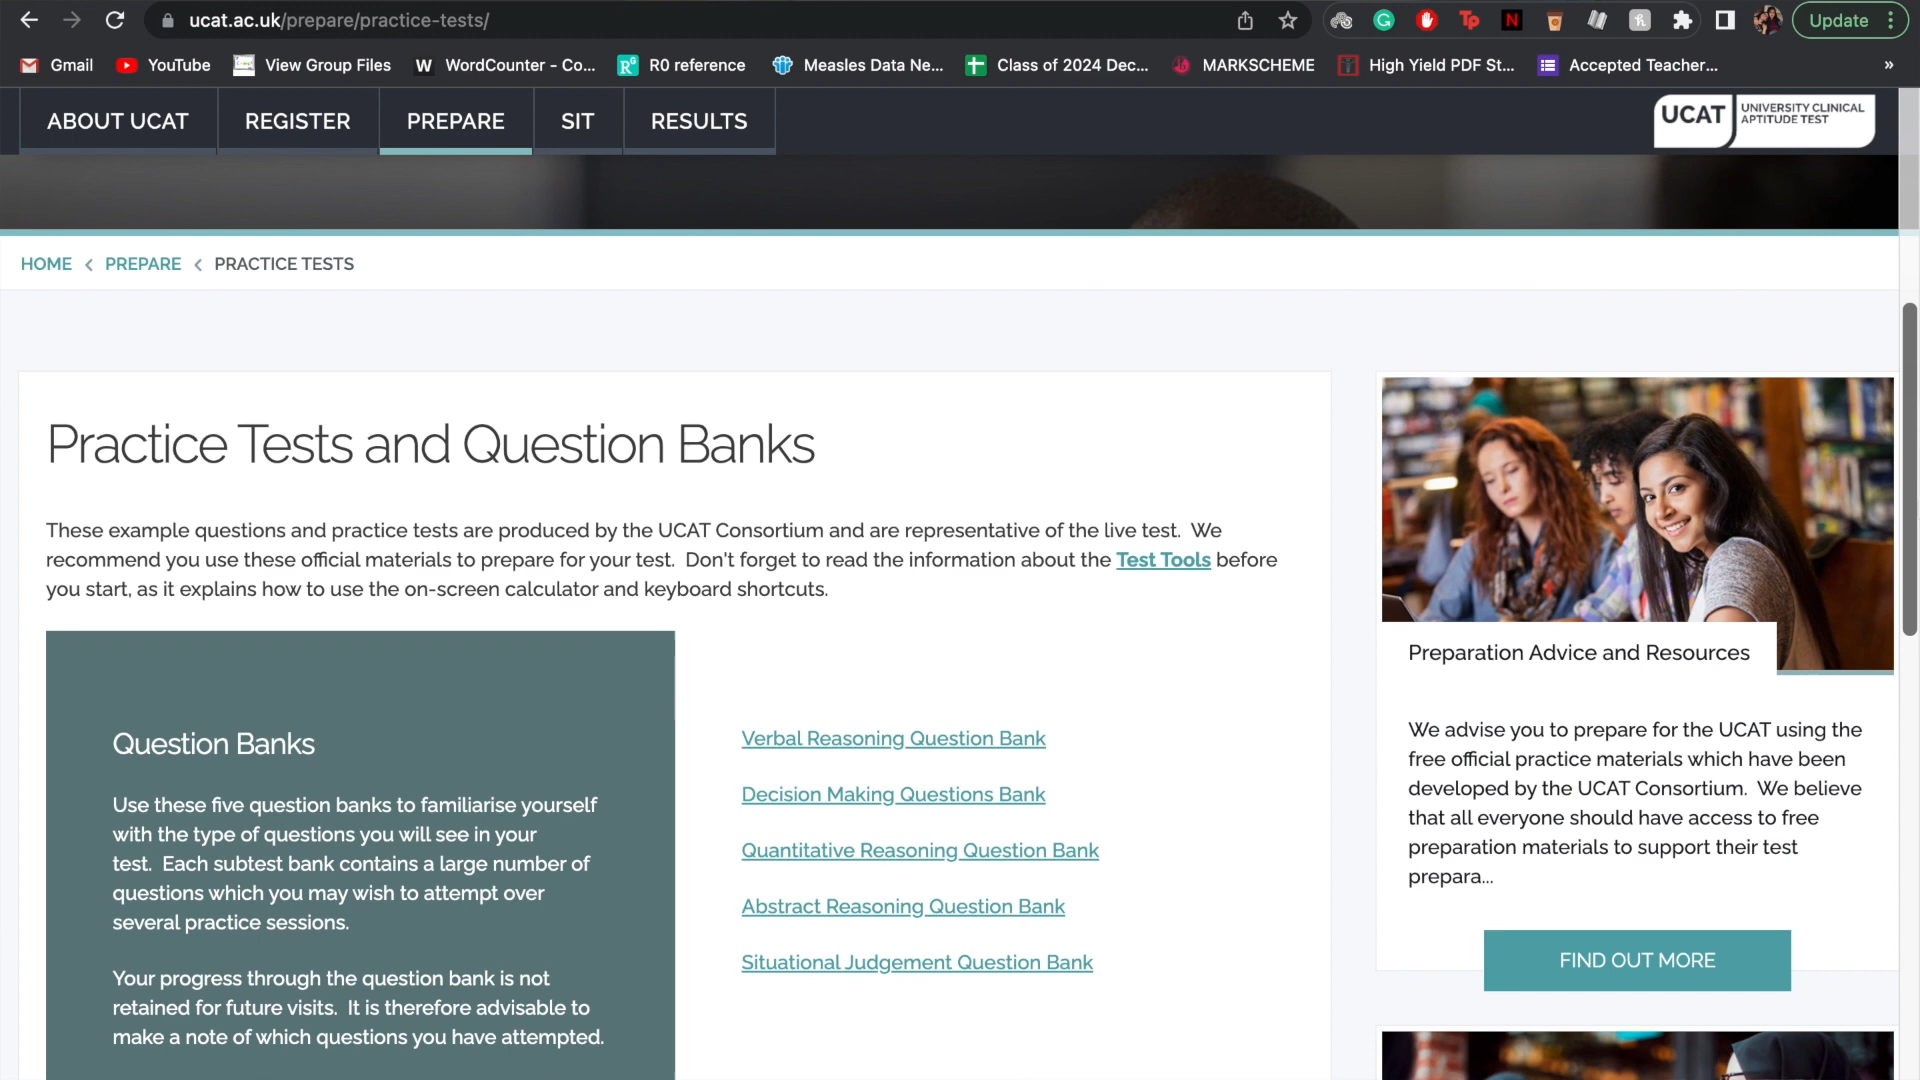 ucat.ac.uk/prepare/practice-tests/
Update
Gmail
YouTube
View Group Files
WordCounter - Co...
R0 reference
Measles Data Ne...
Class of 2024 Dec...
MARKSCHEME
High Yield PDF St...
Accepted Teacher...
»
ABOUT UCAT
REGISTER
PREPARE
SIT
RESULTS
UCAT
UNIVERSITY CLINICAL
APTITUDE TEST
HOME < PREPARE < PRACTICE TESTS
Practice Tests and Question Banks
These example questions and practice tests are produced by the UCAT Consortium and are representative of the live test. We
recommend you use these official materials to prepare for your test. Don't forget to read the information about the Test Tools before
you start, as it explains how to use the on-screen calculator and keyboard shortcuts.
Question Banks
Use these five question banks to familiarise yourself
with the type of questions you will see in your
test. Each subtest bank contains a large number of
questions which you may wish to attempt over
several practice sessions.
Your progress through the question bank is not
retained for future visits. It is therefore advisable to
make a note of which questions you have attempted.
Verbal Reasoning Question Bank
Decision Making Questions Bank
Quantitative Reasoning Question Bank
Abstract Reasoning Question Bank
Situational Judgement Question Bank
Preparation Advice and Resources
We advise you to prepare for the UCAT using the
free official practice materials which have been
developed by the UCAT Consortium. We believe
that all everyone should have access to free
preparation materials to support their test
prepara...
FIND OUT MORE